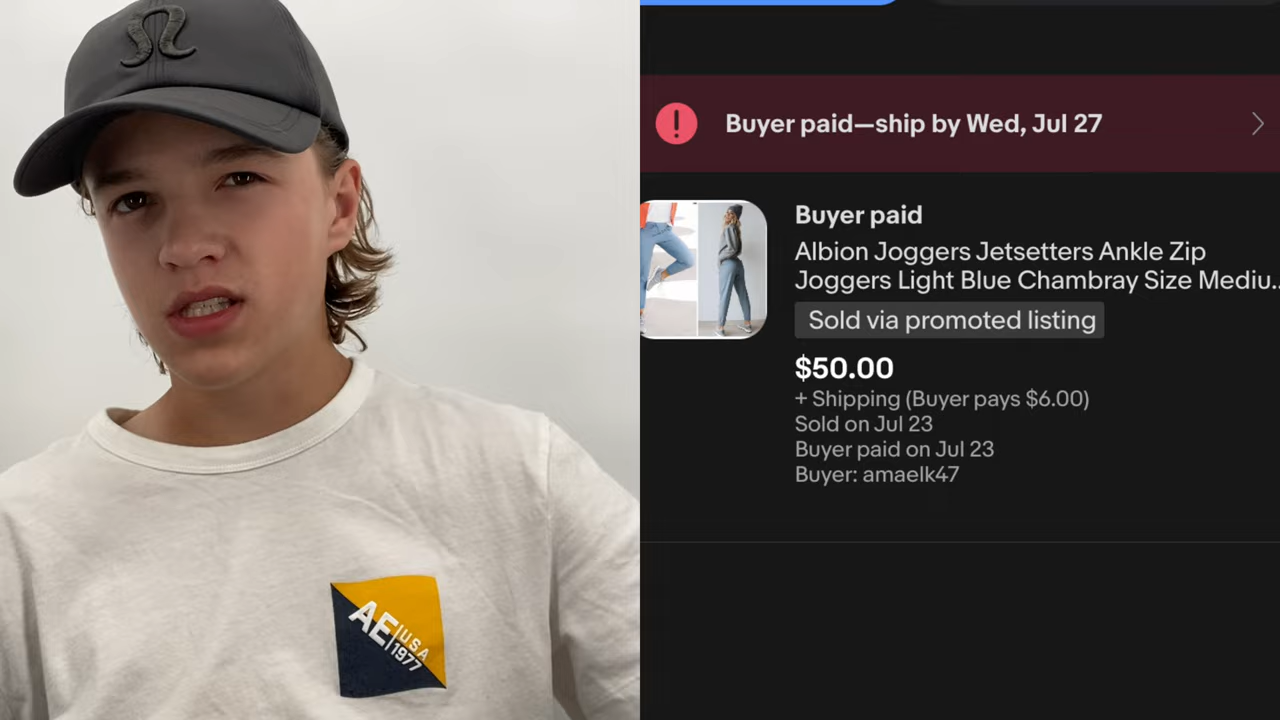 AE|USA
1977
Buyer paid—ship by Wed, Jul 27
Buyer paid
Albion Joggers Jetsetters Ankle Zip
Joggers Light Blue Chambray Size Mediu...
Sold via promoted listing
$50.00
+ Shipping (Buyer pays $6.00)
Sold on Jul 23
Buyer paid on Jul 23
Buyer: amaelk47